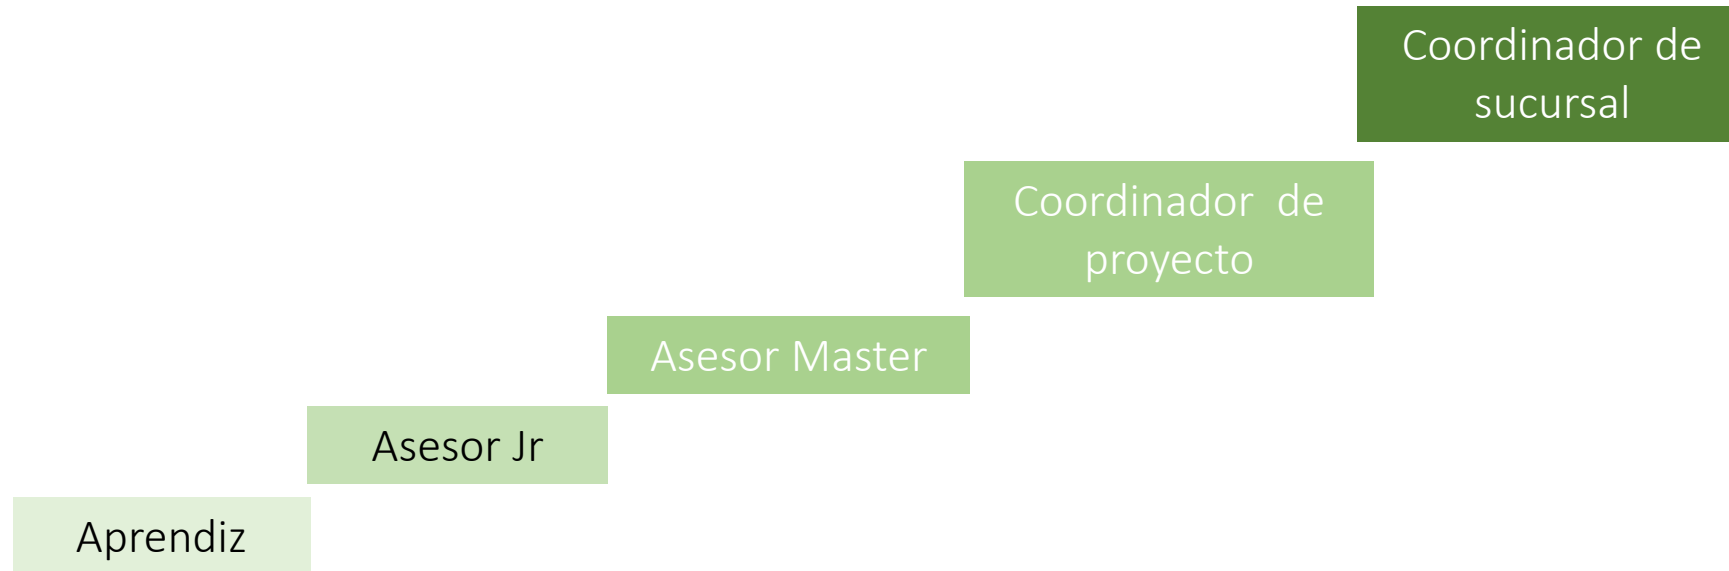 Coordinador de
sucursal
Coordinador de
proyecto
Asesor Master
Asesor Jr
Aprendiz